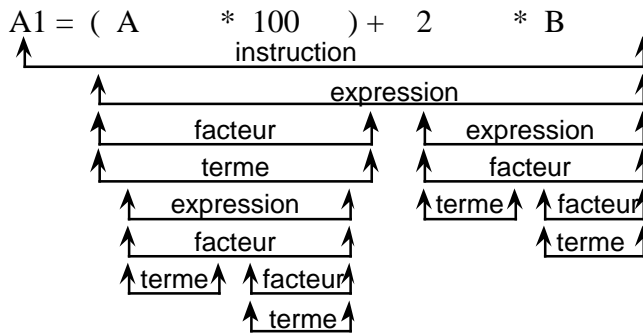 A1 = ( A * 100 ) + 2 * B
instruction
expression
facteur expression
terme facteur
expression terme facteur
facteur terme
terme facteur
terme